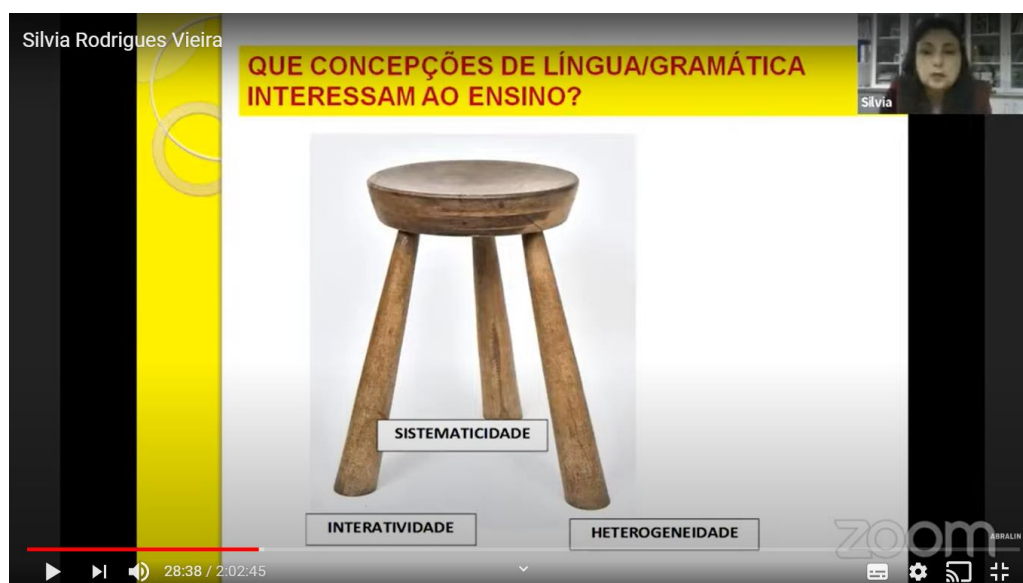 Silvia Rodrigues Vieira
QUE CONCEPÇÕES DE LÍNGUA/GRAMÁTICA
INTERESSAM AO ENSINO?
Silvia
SISTEMATICIDADE
INTERATIVIDADE
HETEROGENEIDADE
zoom
ABRALIN
28:38 / 2:02:45